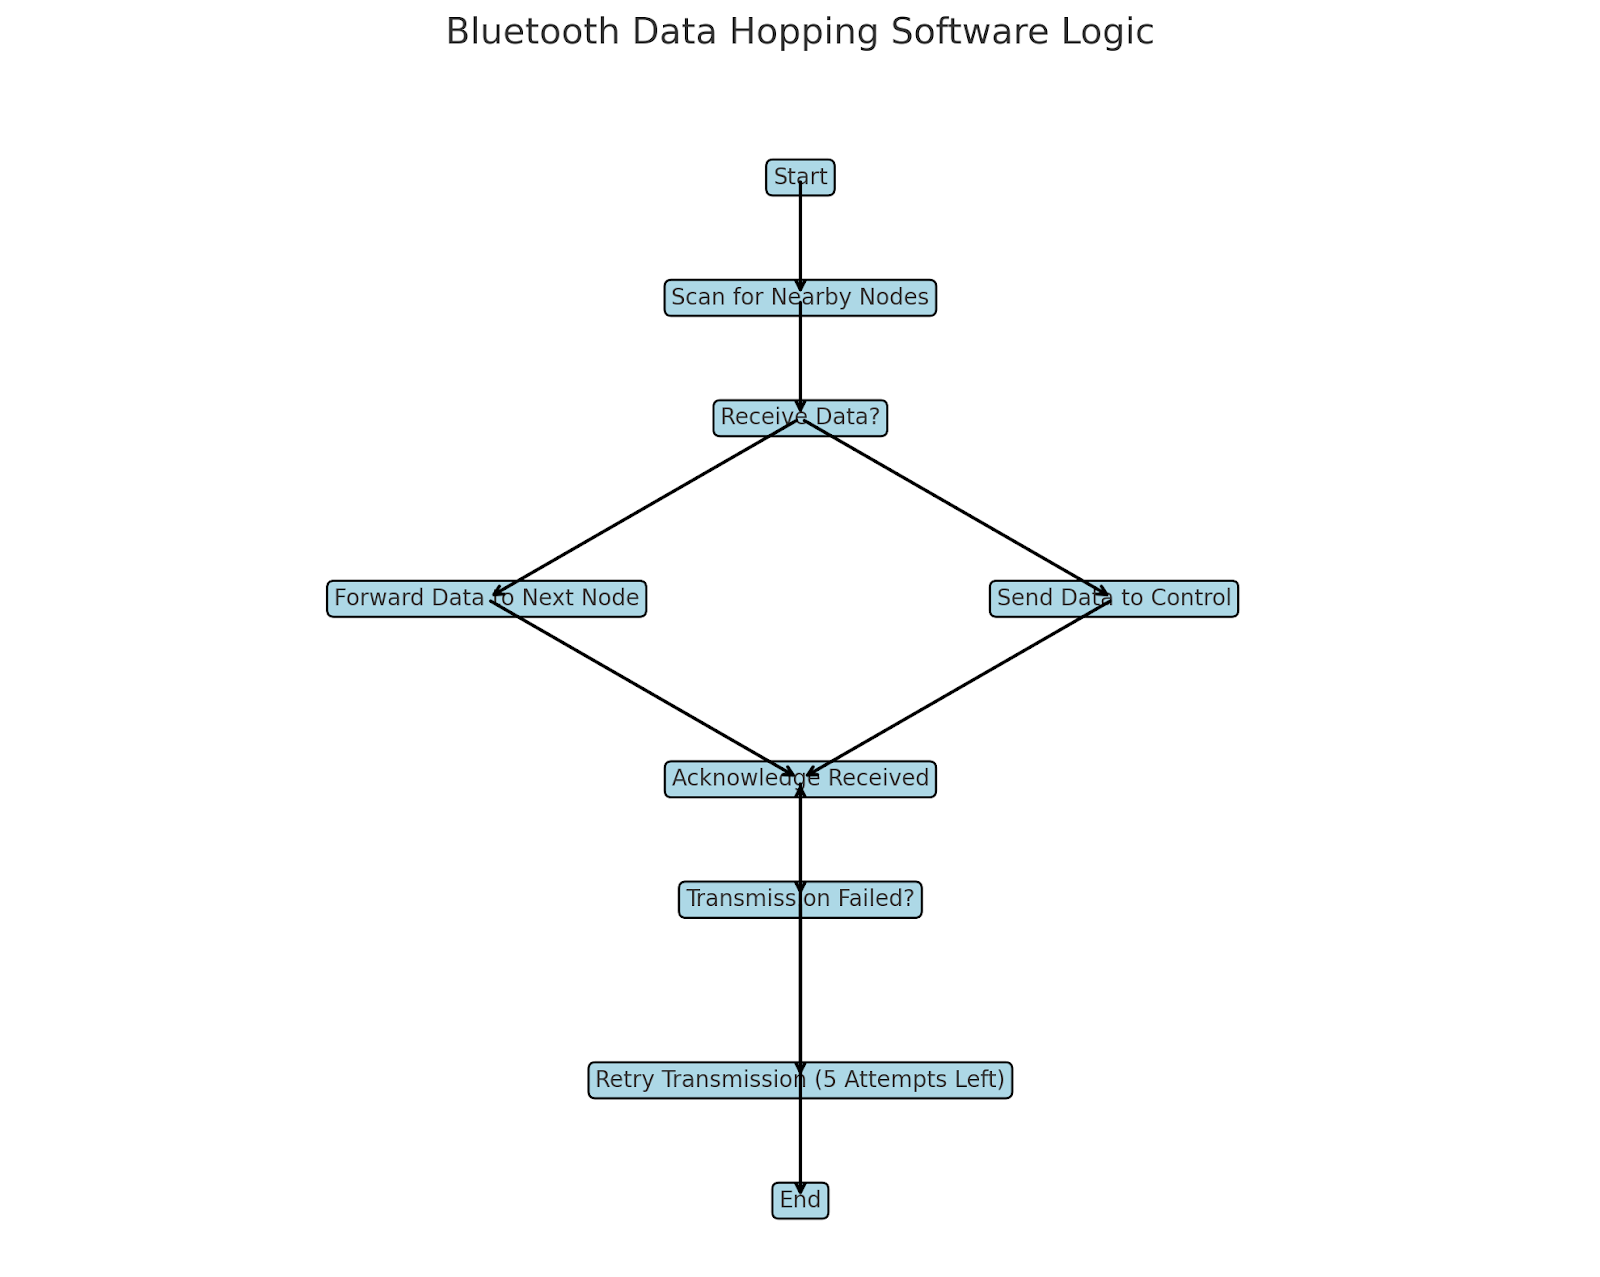 Bluetooth Data Hopping Software Logic
Start
Scan for Nearby Nodes
Receive Data?
Forward Data to Next Node
Send Data to Control
Acknowledge Received
Transmission Failed?
Retry Transmission (5 Attempts Left)
End